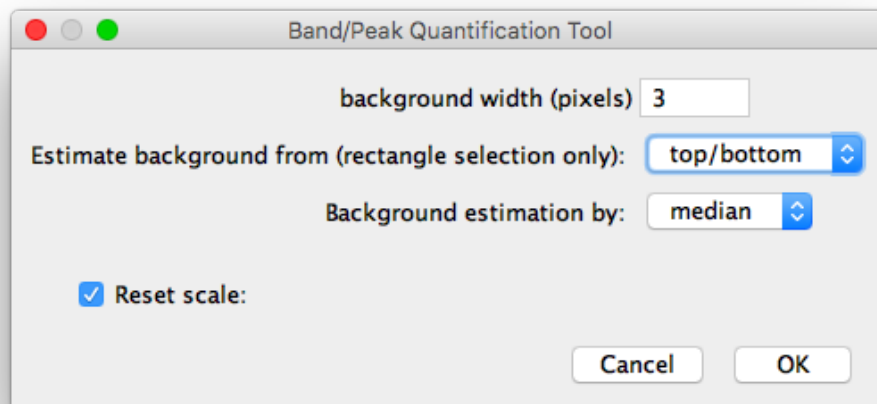 Band/Peak Quantification Tool
background width (pixels) 3
Estimate background from (rectangle selection only): top/bottom
Background estimation by: median
Reset scale:
Cancel OK